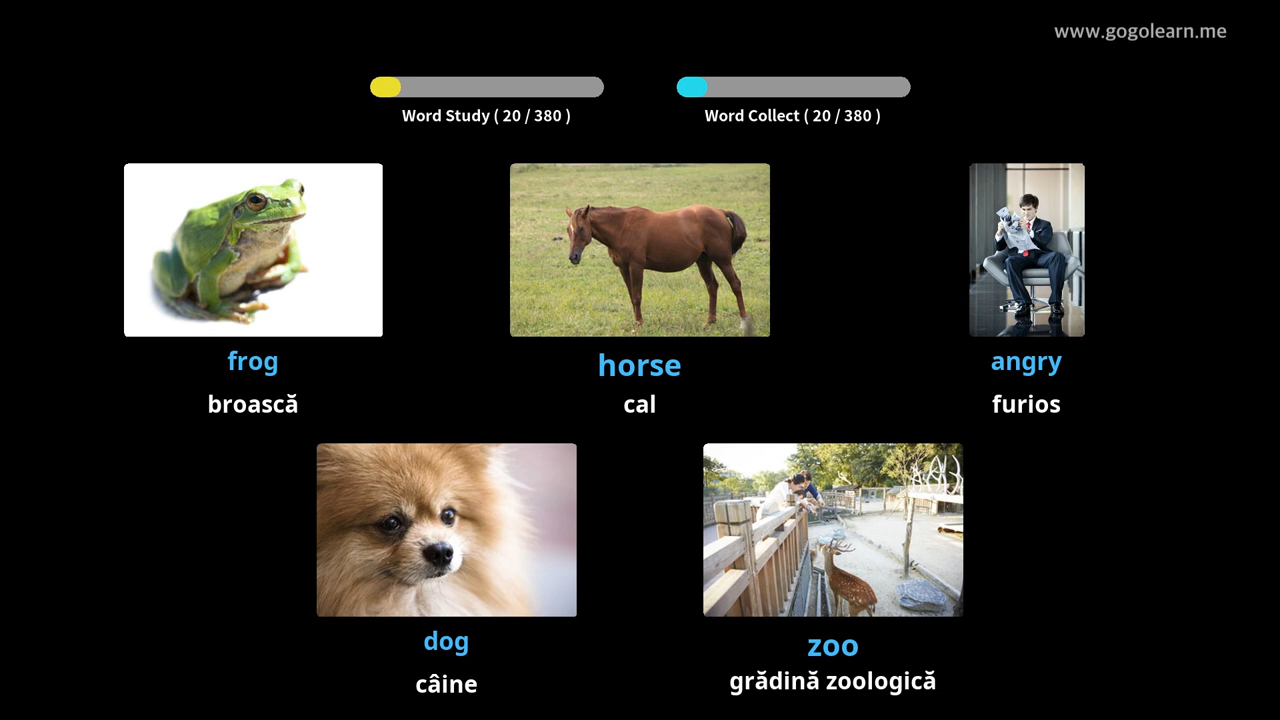 www.gogolearn.me
Word Study ( 20 / 380 )
Word Collect ( 20 / 380 )
frog
horse
angry
broască
cal
furios
dog
zoo
câine
grădină zoologică